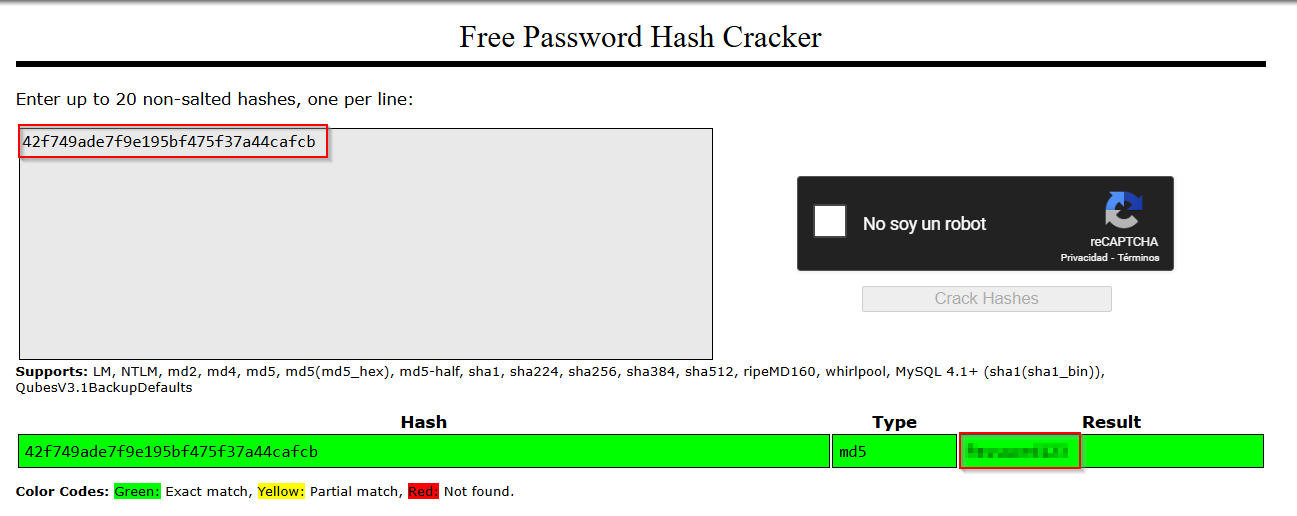 Free Password Hash Cracker
Enter up to 20 non-salted hashes, one per line:
42f749ade7f9e195bf475f37a44cafcb
No soy un robot
reCAPTCHA
Privacidad - Términos
Crack Hashes
Supports: LM, NTLM, md2, md4, md5, md5(md5_hex), md5-half, sha1, sha224, sha256, sha384, sha512, ripeMD160, whirlpool, MySQL 4.1+ (sha1(sha1_bin)),
QubesV3.1BackupDefaults
Hash Type Result
42f749ade7f9e195bf475f37a44cafcb md5
Color Codes: Green: Exact match, Yellow: Partial match, Red: Not found.